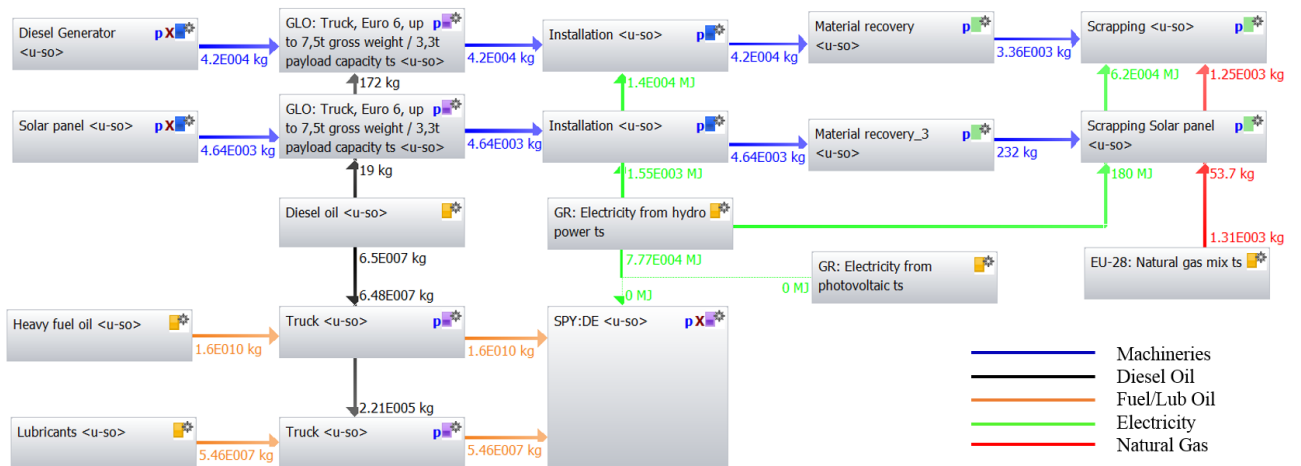 Diesel Generator
<u-so>
p X
4.2E004 kg
GLO: Truck, Euro 6, up
to 7,5t gross weight / 3,3t
payload capacity ts <u-so>
p
4.2E004 kg
Installation <u-so>
p
4.2E004 kg
Material recovery
<u-so>
p
3.36E003 kg
Scrapping <u-so>
p
172 kg
1.4E004 MJ
6.2E004 MJ
1.25E003 kg
Solar panel <u-so>
p X
4.64E003 kg
GLO: Truck, Euro 6, up
to 7,5t gross weight / 3,3t
payload capacity ts <u-so>
p
4.64E003 kg
Installation <u-so>
p
4.64E003 kg
Material recovery_3
<u-so>
p
232 kg
Scrapping Solar panel
<u-so>
p
19 kg
1.55E003 MJ
180 MJ
53.7 kg
Diesel oil <u-so>
GR: Electricity from hydro
power ts
1.31E003 kg
6.5E007 kg
7.77E004 MJ
GR: Electricity from
photovoltaic ts
EU-28: Natural gas mix ts
0 MJ
6.48E007 kg
0 MJ
Heavy fuel oil <u-so>
1.6E010 kg
Truck <u-so>
p
1.6E010 kg
SPY:DE <u-so>
p X
2.21E005 kg
Lubricants <u-so>
5.46E007 kg
Truck <u-so>
p
5.46E007 kg
Machineries
Diesel Oil
Fuel/Lub Oil
Electricity
Natural Gas